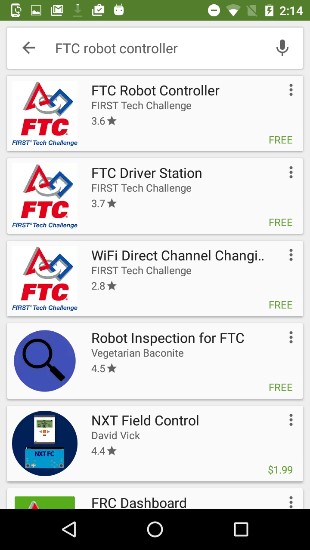 2:14
FTC robot controller
FTC Robot Controller
FIRST Tech Challenge
3.6★
FREE
FTC
FIRST® Tech Challenge
FTC Driver Station
FIRST Tech Challenge
3.7★
FREE
FTC
FIRST® Tech Challenge
WiFi Direct Channel Changi..
FIRST Tech Challenge
2.8★
FREE
FTC
FIRST® Tech Challenge
Robot Inspection for FTC
Vegetarian Baconite
4.5★
FREE
NXT Field Control
David Vick
4.4★
$1.99
NXT FC
FRC Dashboard